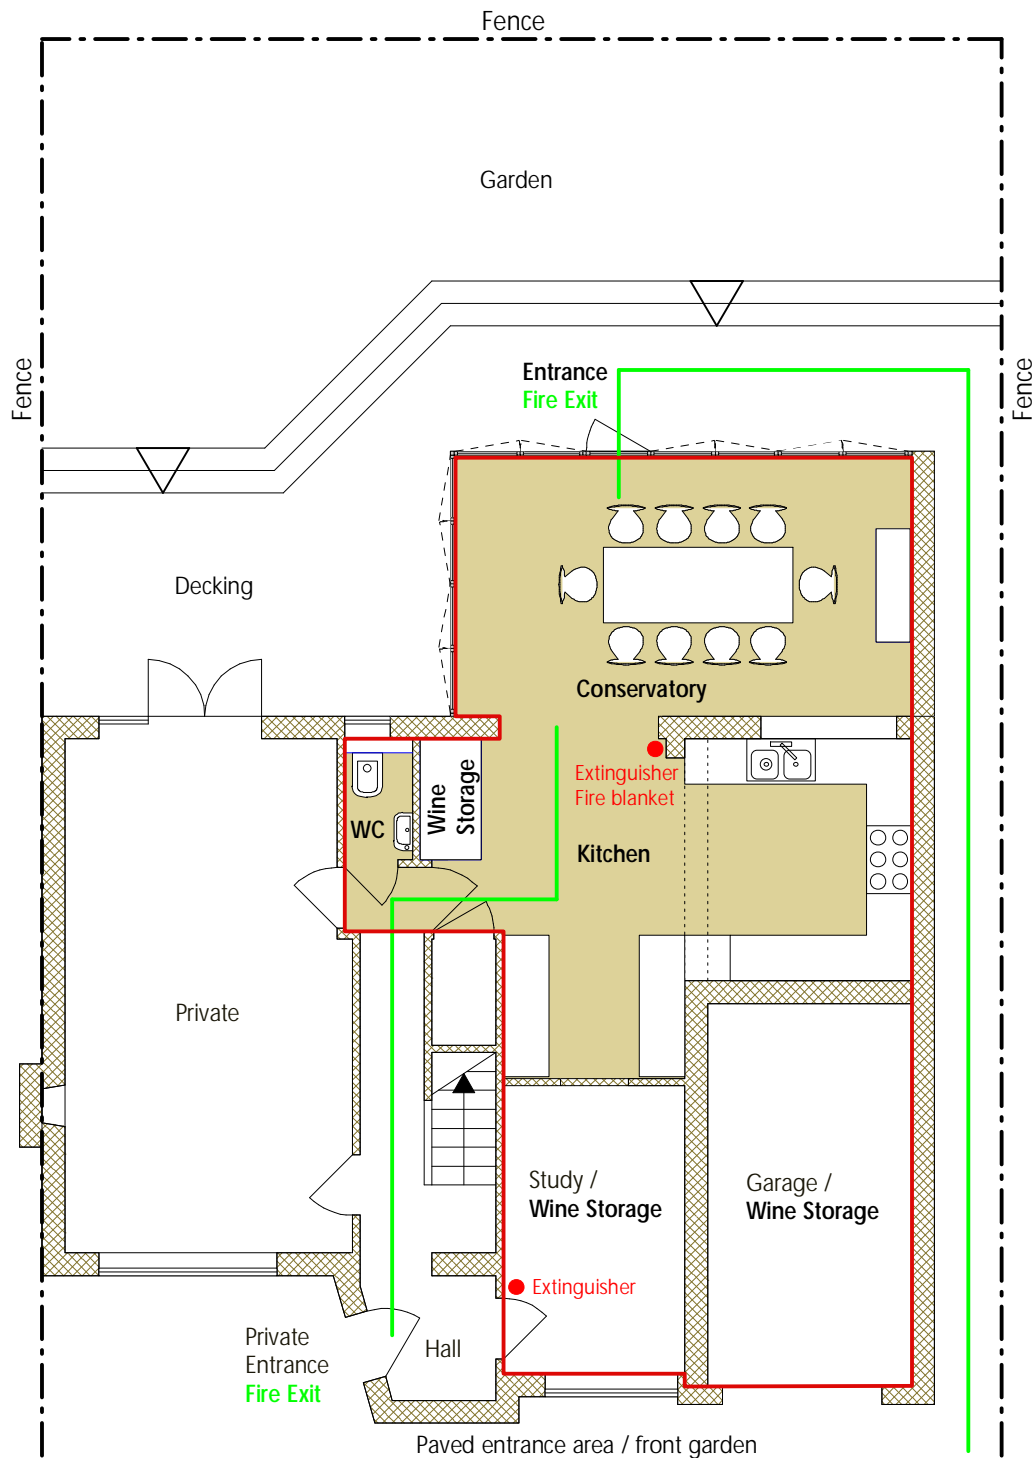 Fence
Garden
Fence
Fence
Entrance
Fire Exit
Decking
Conservatory
Extinguisher
Fire blanket
Wine
Storage
WC
Kitchen
Private
Study /
Wine Storage
Garage /
Wine Storage
Extinguisher
Private
Entrance
Fire Exit
Hall
Paved entrance area / front garden